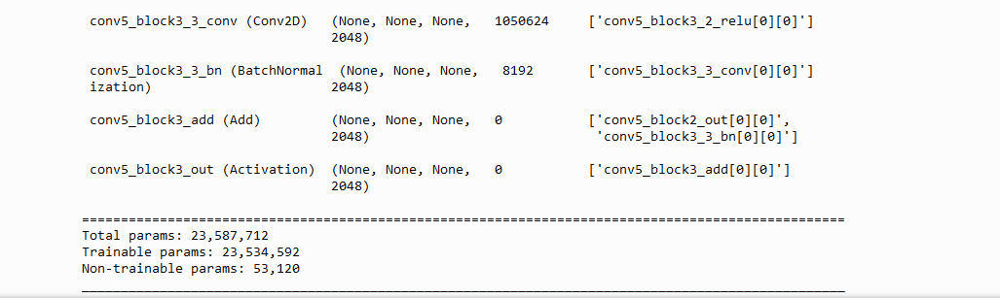 conv5_block3_3_conv (Conv2D)   (None, None, None,   1050624     ['conv5_block3_2_relu[0][0]']
                               2048)
conv5_block3_3_bn (BatchNormal  (None, None, None,   8192       ['conv5_block3_3_conv[0][0]']
ization)                       2048)
conv5_block3_add (Add)         (None, None, None,   0           ['conv5_block2_out[0][0]',
                               2048)                             'conv5_block3_3_bn[0][0]']
conv5_block3_out (Activation)  (None, None, None,   0           ['conv5_block3_add[0][0]']
                               2048)
==================================================================================================
Total params: 23,587,712
Trainable params: 23,534,592
Non-trainable params: 53,120
__________________________________________________________________________________________________